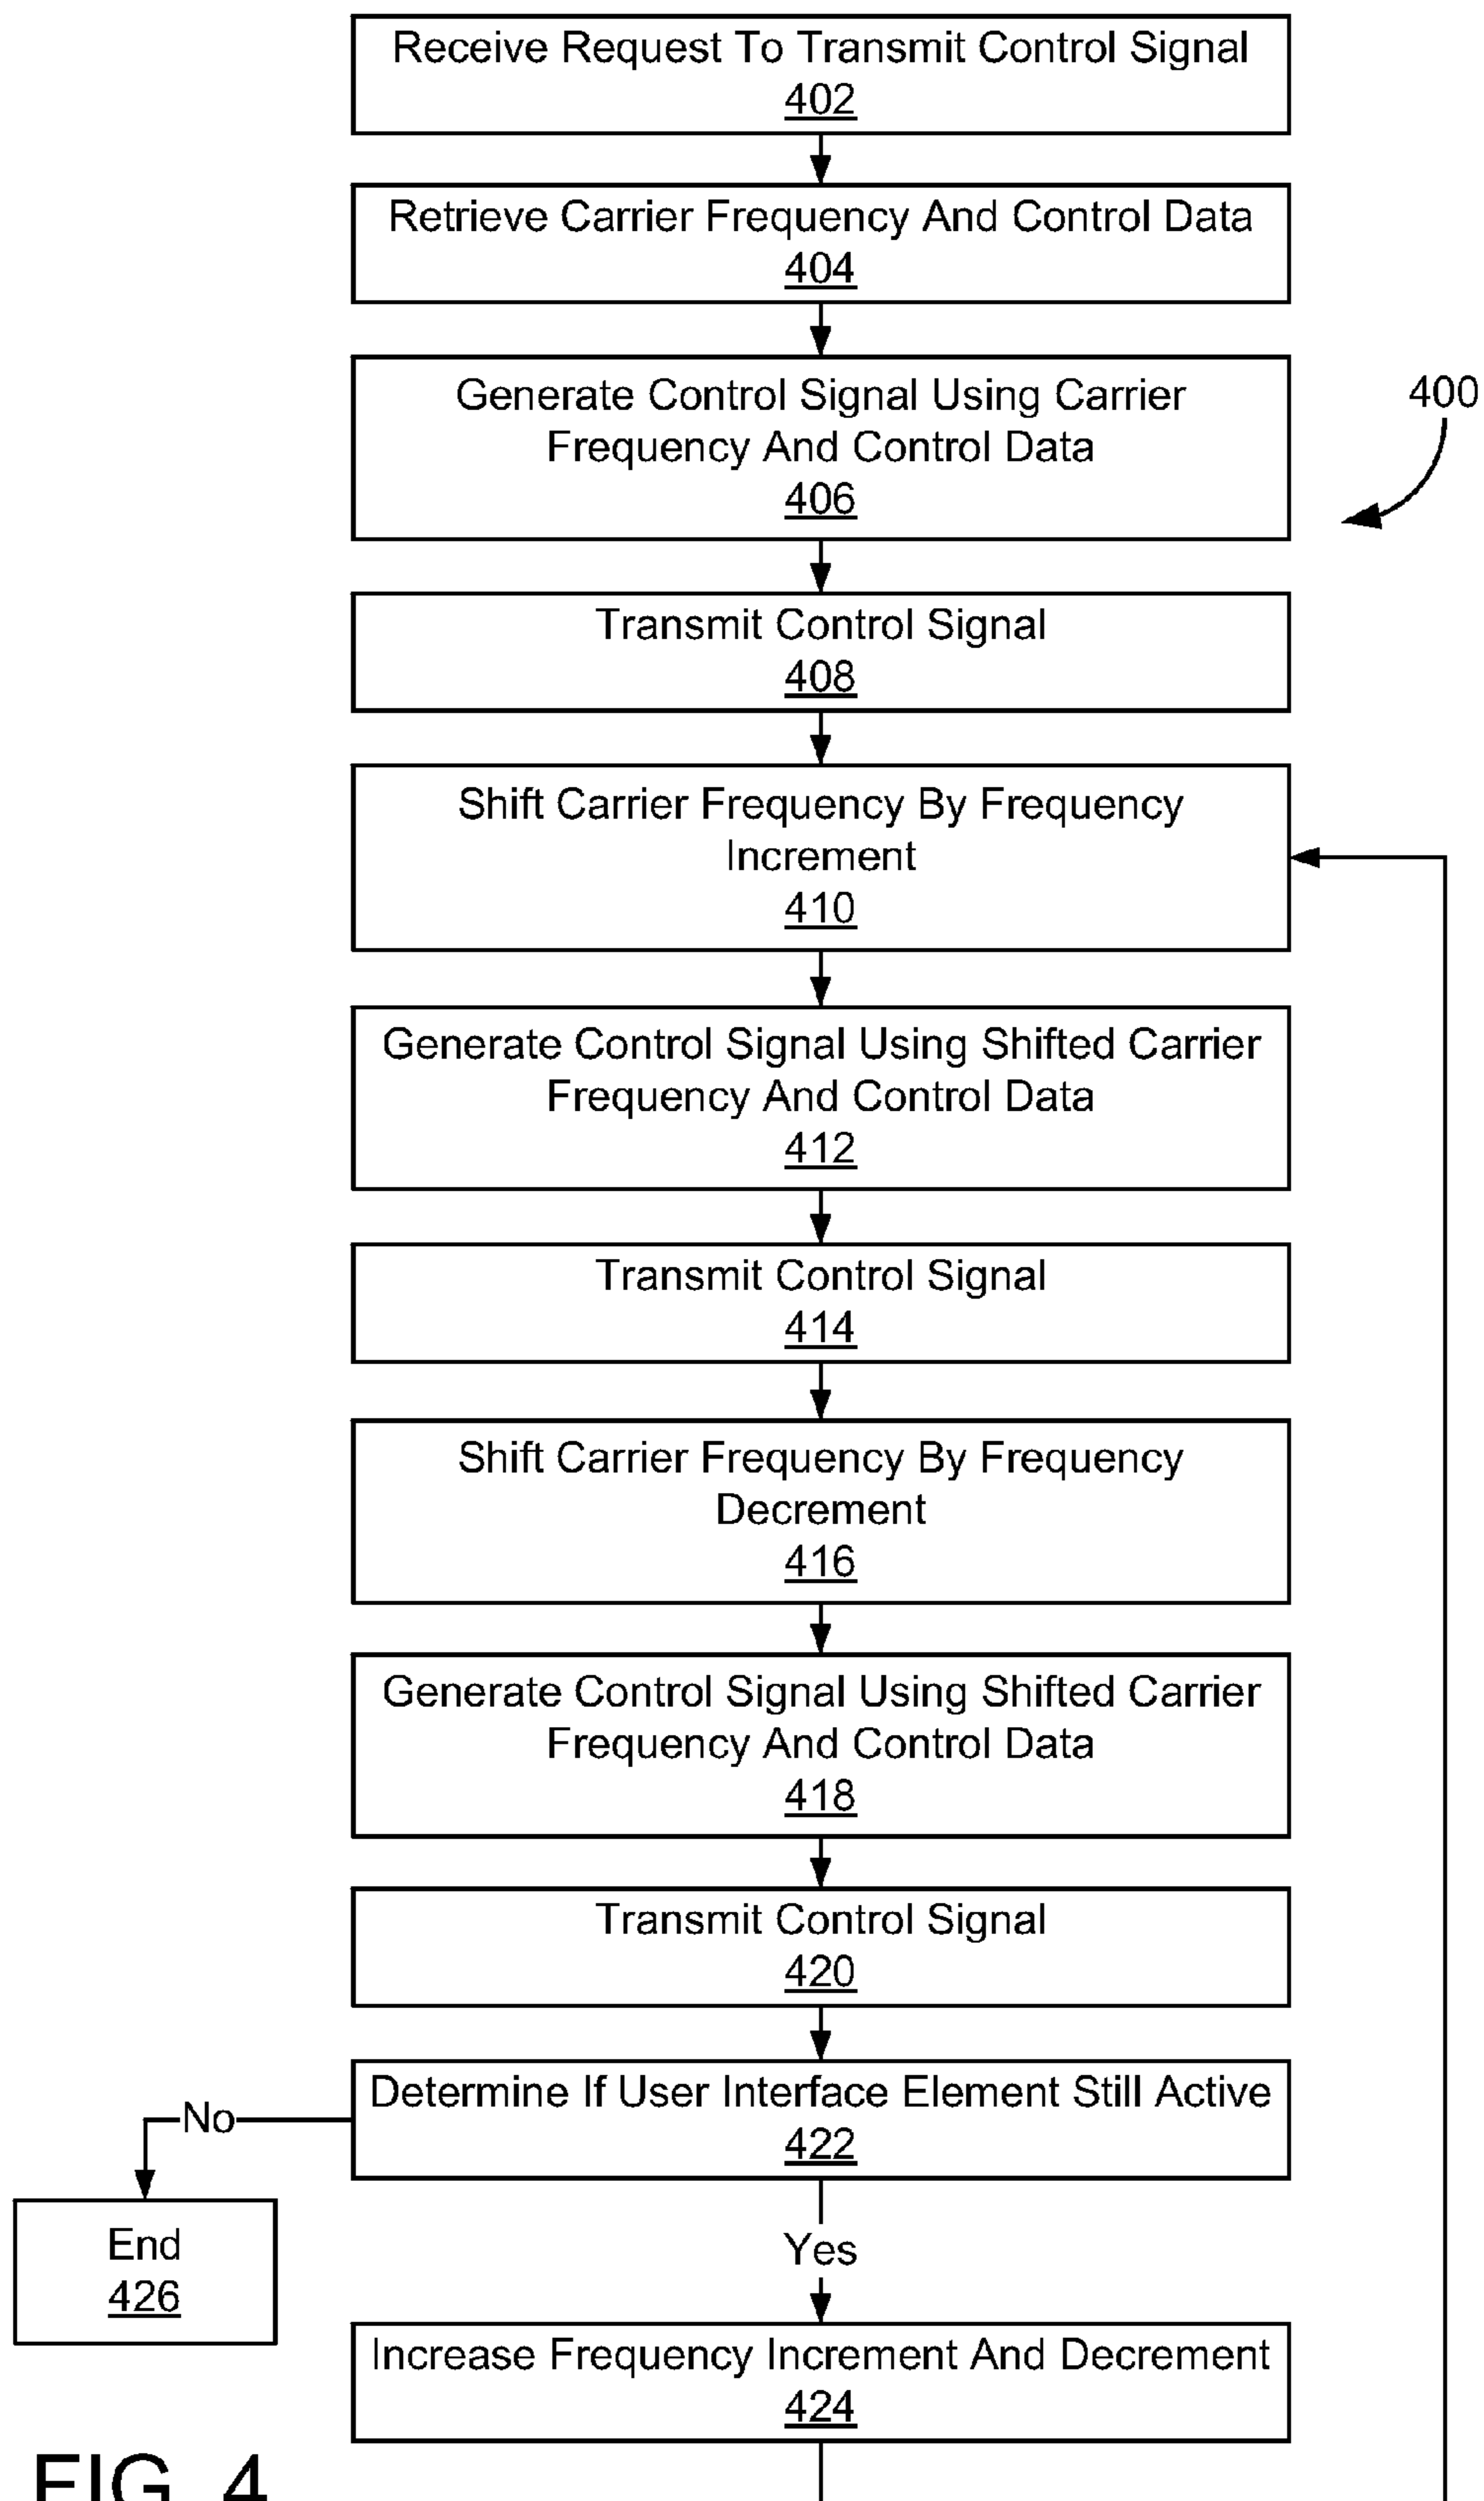 Receive Request To Transmit Control Signal
402
Retrieve Carrier Frequency And Control Data
404
Generate Control Signal Using Carrier
Frequency And Control Data
406
400
Transmit Control Signal
408
Shift Carrier Frequency By Frequency
Increment
410
Generate Control Signal Using Shifted Carrier
Frequency And Control Data
412
Transmit Control Signal
414
Shift Carrier Frequency By Frequency
Decrement
416
Generate Control Signal Using Shifted Carrier
Frequency And Control Data
418
Transmit Control Signal
420
Determine If User Interface Element Still Active
422
No
End
426
Yes
Increase Frequency Increment And Decrement
424
FIG. 4